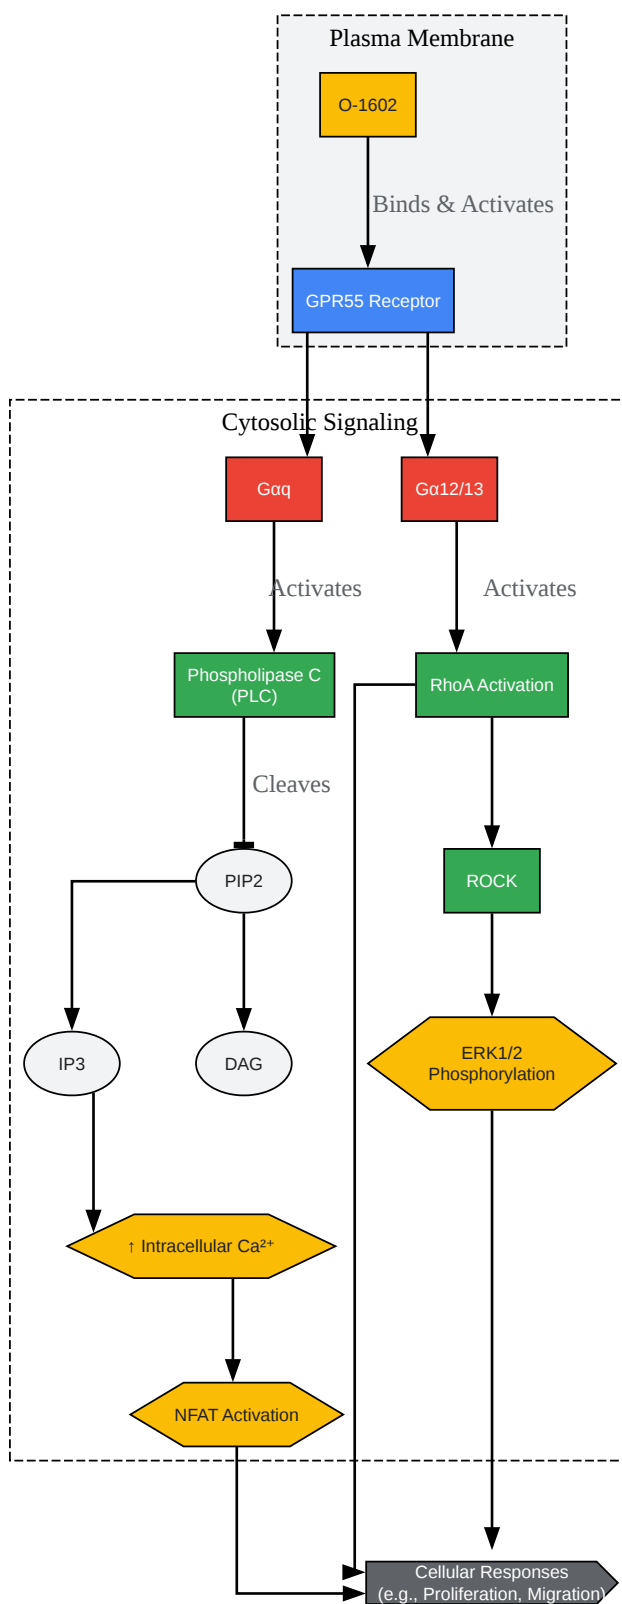 Plasma Membrane
O-1602
Binds & Activates
GPR55 Receptor
Cytosolic Signaling
Gαq
Gα12/13
Activates
Activates
Phospholipase C
(PLC)
RhoA Activation
Cleaves
PIP2
ROCK
IP3
DAG
ERK1/2
Phosphorylation
↑ Intracellular Ca²⁺
NFAT Activation
Cellular Responses
(e.g., Proliferation, Migration)